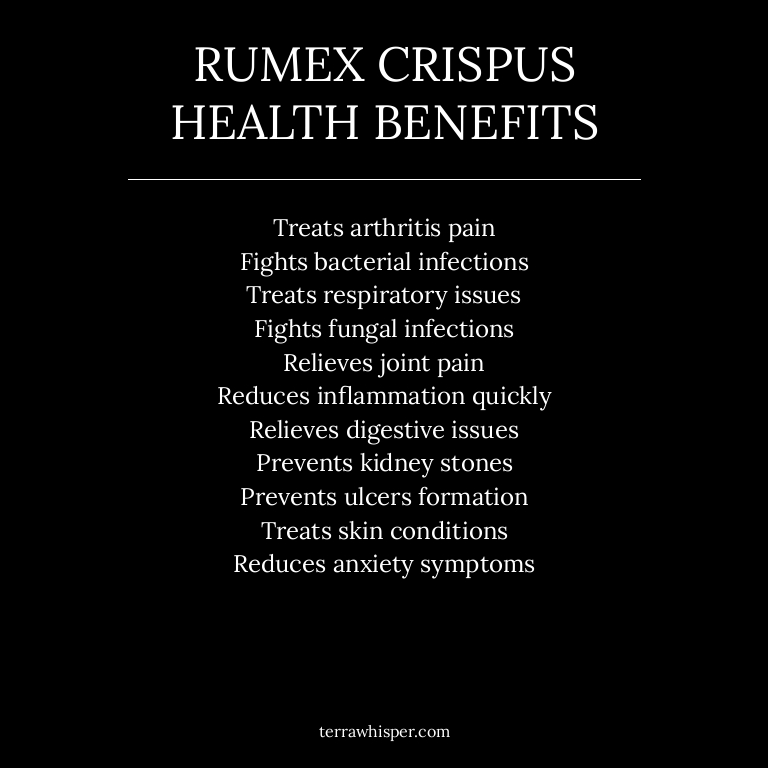 RUMEX CRISPUS
HEALTH BENEFITS
Treats arthritis pain
Fights bacterial infections
Treats respiratory issues
Fights fungal infections
Relieves joint pain
Reduces inflammation quickly
Relieves digestive issues
Prevents kidney stones
Prevents ulcers formation
Treats skin conditions
Reduces anxiety symptoms
terrawhisper.com